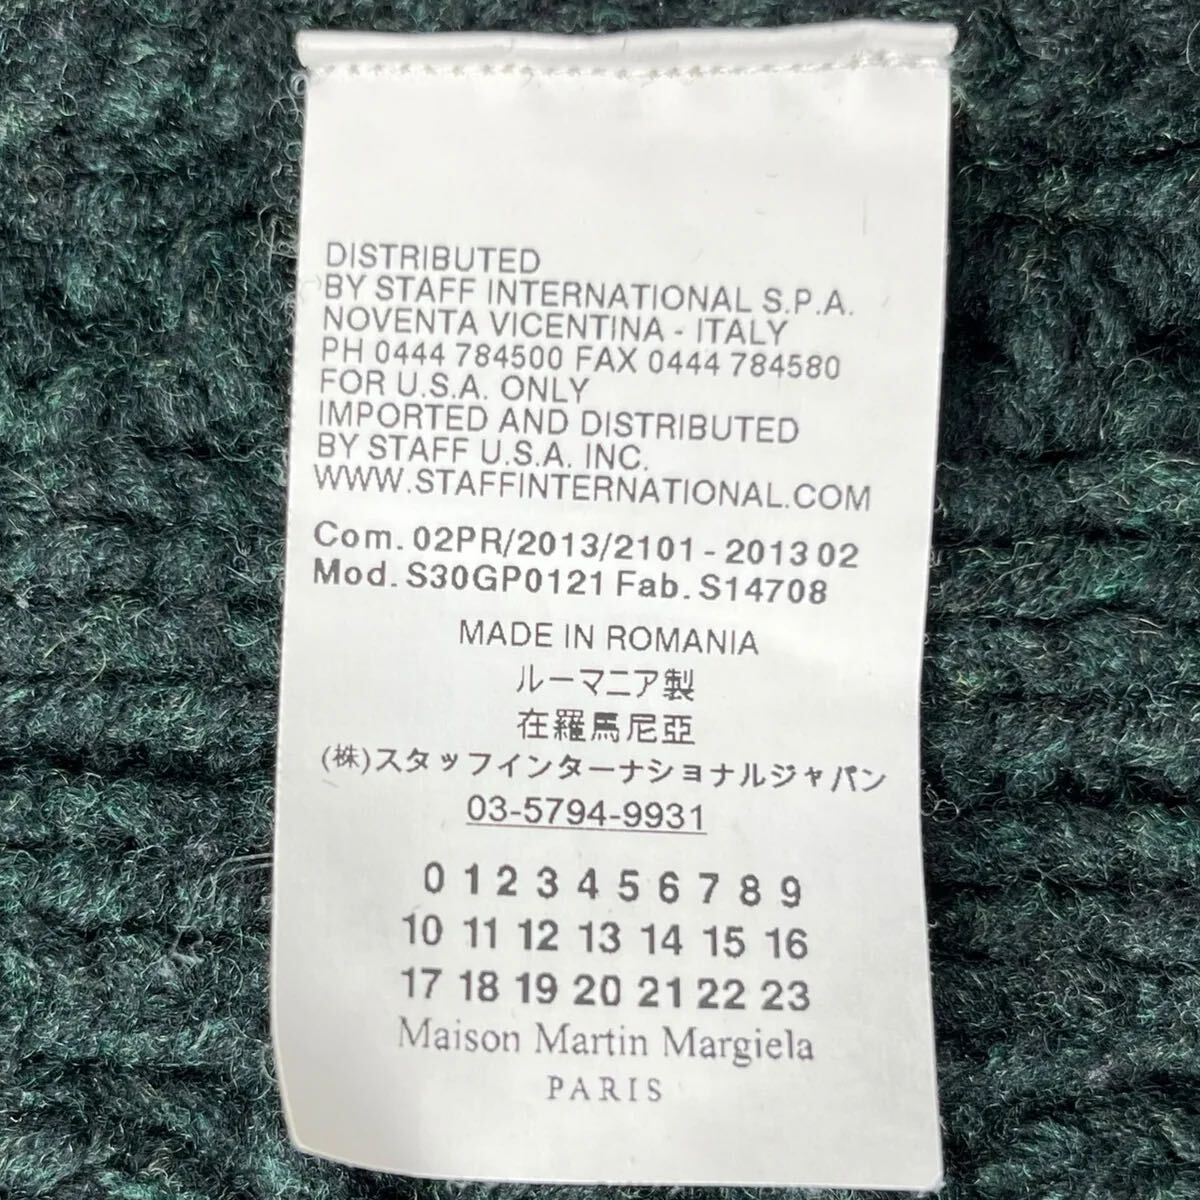 DISTRIBUTED
BY STAFF INTERNATIONAL S.P.A.
NOVENTA VICENTINA - ITALY
PH 0444 784500 FAX 0444 784580
FOR U.S.A. ONLY
IMPORTED AND DISTRIBUTED
BY STAFF U.S.A. INC.
WWW.STAFFINTERNATIONAL.COM
Com. 02PR/2013/2101 - 2013 02
Mod. S30GP0121 Fab. S14708
MADE IN ROMANIA
ルーマニア製
在羅馬尼亞
(株)スタッフインターナショナルジャパン
03-5794-9931
0 1 2 3 4 5 6 7 8 9
10 11 12 13 14 15 16
17 18 19 20 21 22 23
Maison Martin Margiela
PARIS